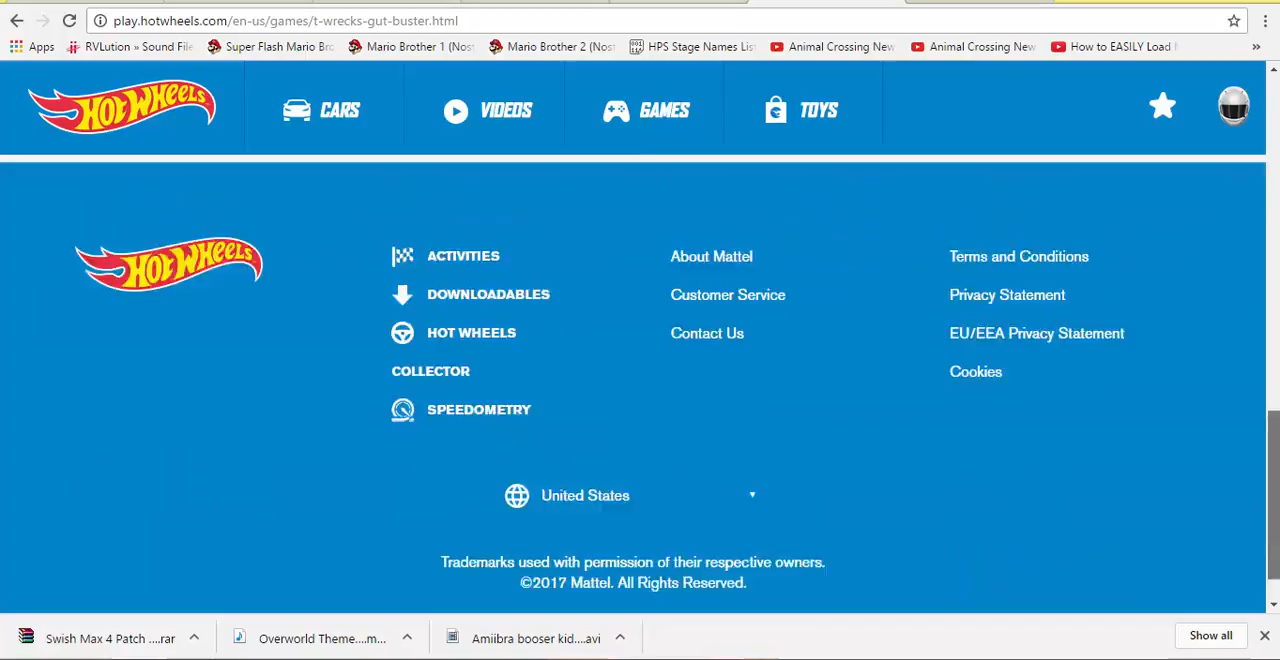 play.hotwheels.com/en-us/games/t-wrecks-gut-buster.html
Apps RVLution » Sound File Super Flash Mario Bro Mario Brother 1 (Nos Mario Brother 2 (Nos HPS Stage Names Lis Animal Crossing New Animal Crossing New How to EASILY Load »
HOT WHEELS CARS VIDEOS GAMES TOYS
HOT WHEELS
ACTIVITIES About Mattel Terms and Conditions
DOWNLOADABLES Customer Service Privacy Statement
HOT WHEELS Contact Us EU/EEA Privacy Statement
COLLECTOR Cookies
SPEEDOMETRY
United States
Trademarks used with permission of their respective owners.
©2017 Mattel. All Rights Reserved.
Swish Max 4 Patch ....rar Overworld Theme....m... Amiibra booser kid....avi Show all